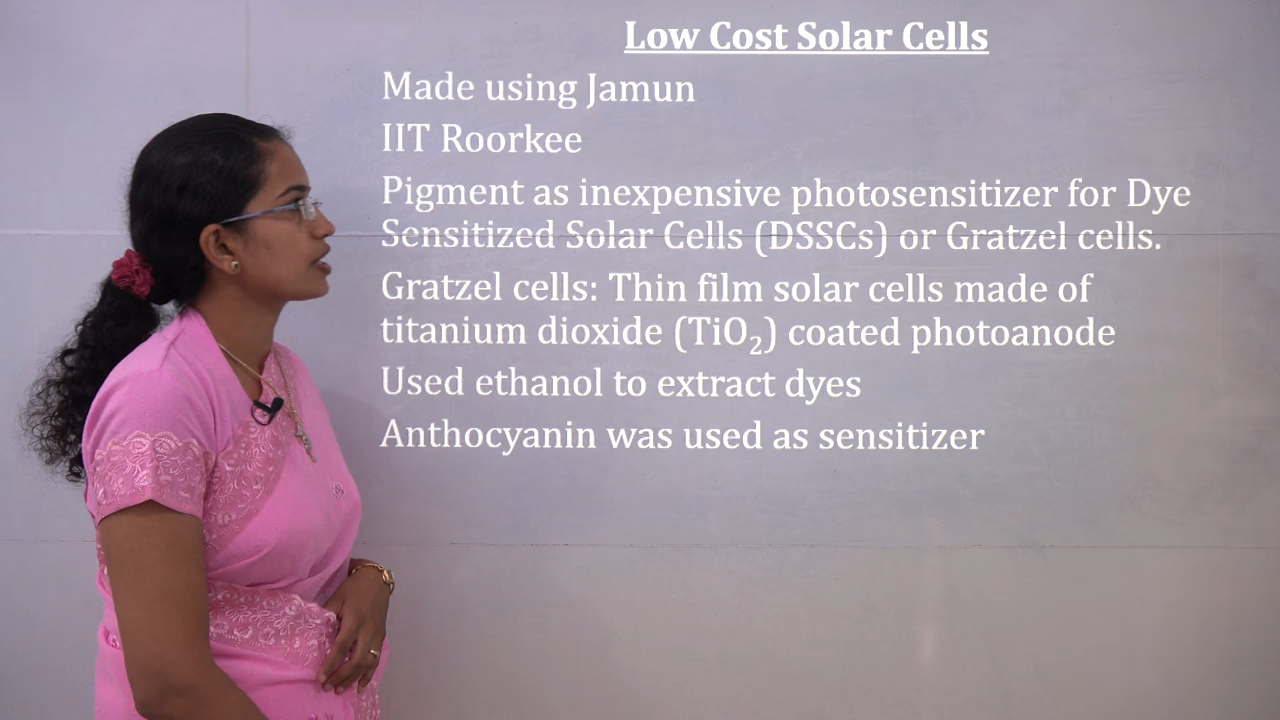 Low Cost Solar Cells
Made using Jamun
IIT Roorkee
Pigment as inexpensive photosensitizer for Dye
Sensitized Solar Cells (DSSCs) or Gratzel cells.
Gratzel cells: Thin film solar cells made of
titanium dioxide (TiO₂) coated photoanode
Used ethanol to extract dyes
Anthocyanin was used as sensitizer